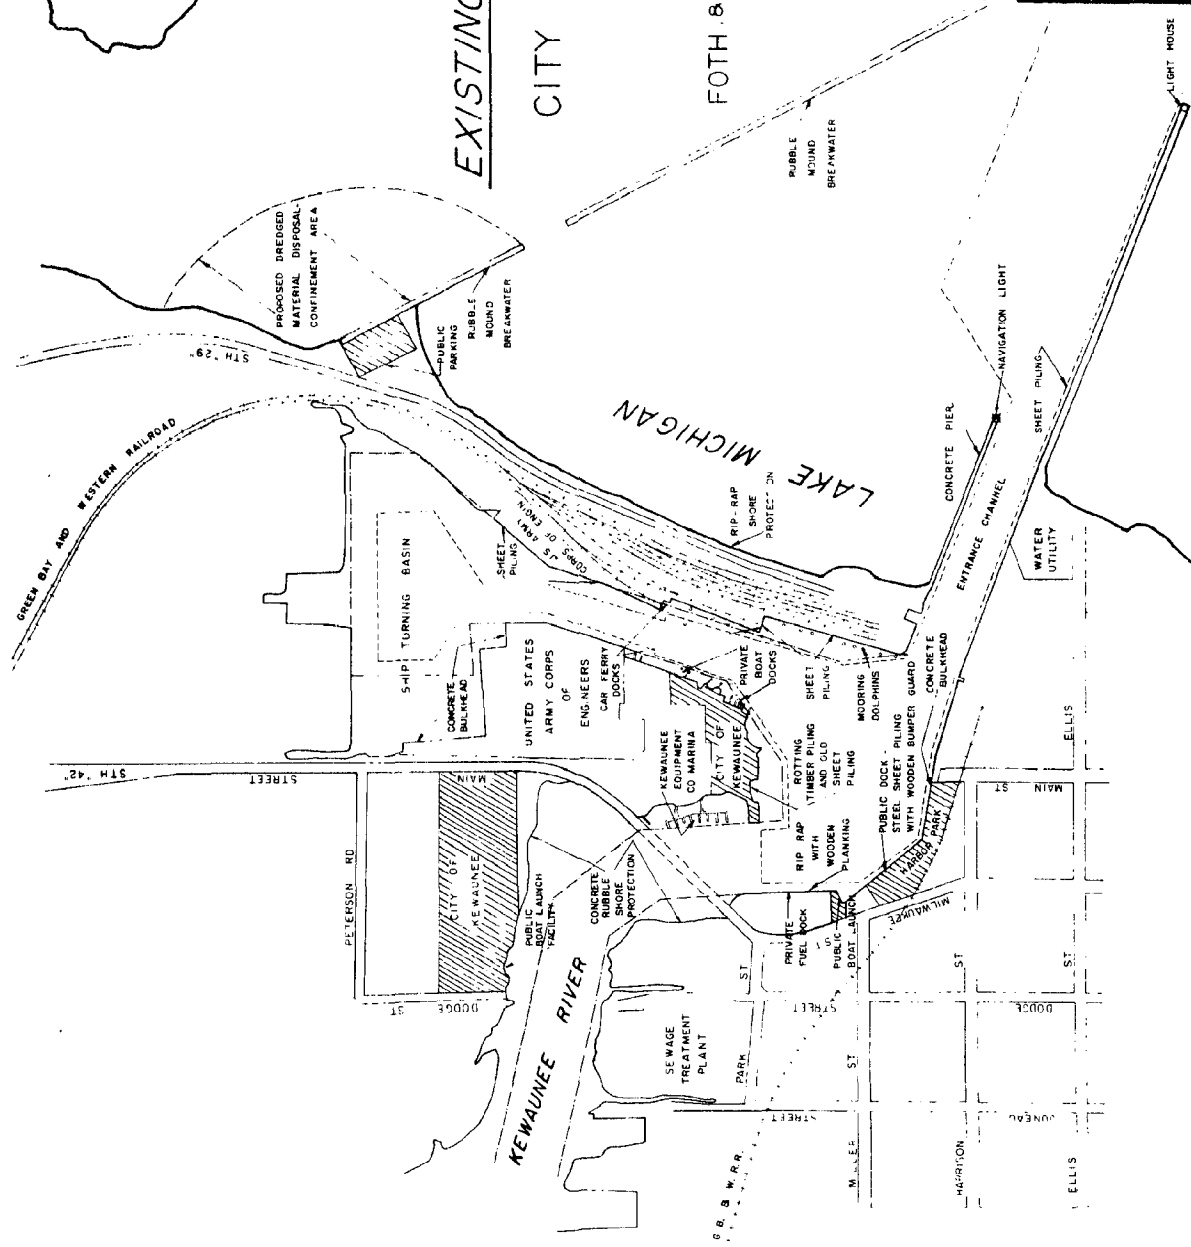 EXISTING
CITY
FOTH &
LIGHT HOUSE
RUBBLE
MOUND
BREAKWATER
PROPOSED DREDGED
MATERIAL DISPOSAL-
CONFINEMENT AREA
PUBLIC
PARKING
RUBBLE
MOUND
BREAKWATER
STH "29"
GREEN BAY AND WESTERN RAILROAD
LAKE MICHIGAN
NAVIGATION LIGHT
SHEET PILING
CONCRETE PIER
ENTRANCE CHANNEL
WATER
UTILITY
RIP-RAP
SHORE
PROTECTION
US ARMY
CORPS OF ENGIN
SHEET
PILING
SHIP TURNING BASIN
CONCRETE
BULKHEAD
UNITED STATES
ARMY CORPS
OF
ENGINEERS
CAR FERRY
DOCKS
PRIVATE
BOAT
DOCKS
SHEET
PILING
MOORING
DOLPHINS
CONCRETE
BULKHEAD
STH "42"
MAIN
STREET
KEWAUNEE
EQUIPMENT
CO MARINA
CITY OF
KEWAUNEE
ROTTING
TIMBER PILING
AND OLD
SHEET
PILING
PUBLIC DOCK-
STEEL SHEET PILING
WITH WOODEN BUMPER GUARD
RIP RAP
WITH
WOODEN
PLANKING
HARBOR PARK
MAIN
ST
ELLIS
PETERSON RD
CITY OF
KEWAUNEE
PUBLIC
BOAT LAUNCH
FACILITY
CONCRETE
RUBBLE
SHORE
PROTECTION
PRIVATE
FUEL DOCK
PUBLIC
BOAT LAUNCH
MILWAUKEE
ST
DODGE
ST
KEWAUNEE RIVER
SEWAGE
TREATMENT
PLANT
ST
STREET
ST
ST
DODGE
ST
PARK
STREET
ST
JUNEAU
G.B. & W.R.R.
MILLER
HARRISON
ELLIS